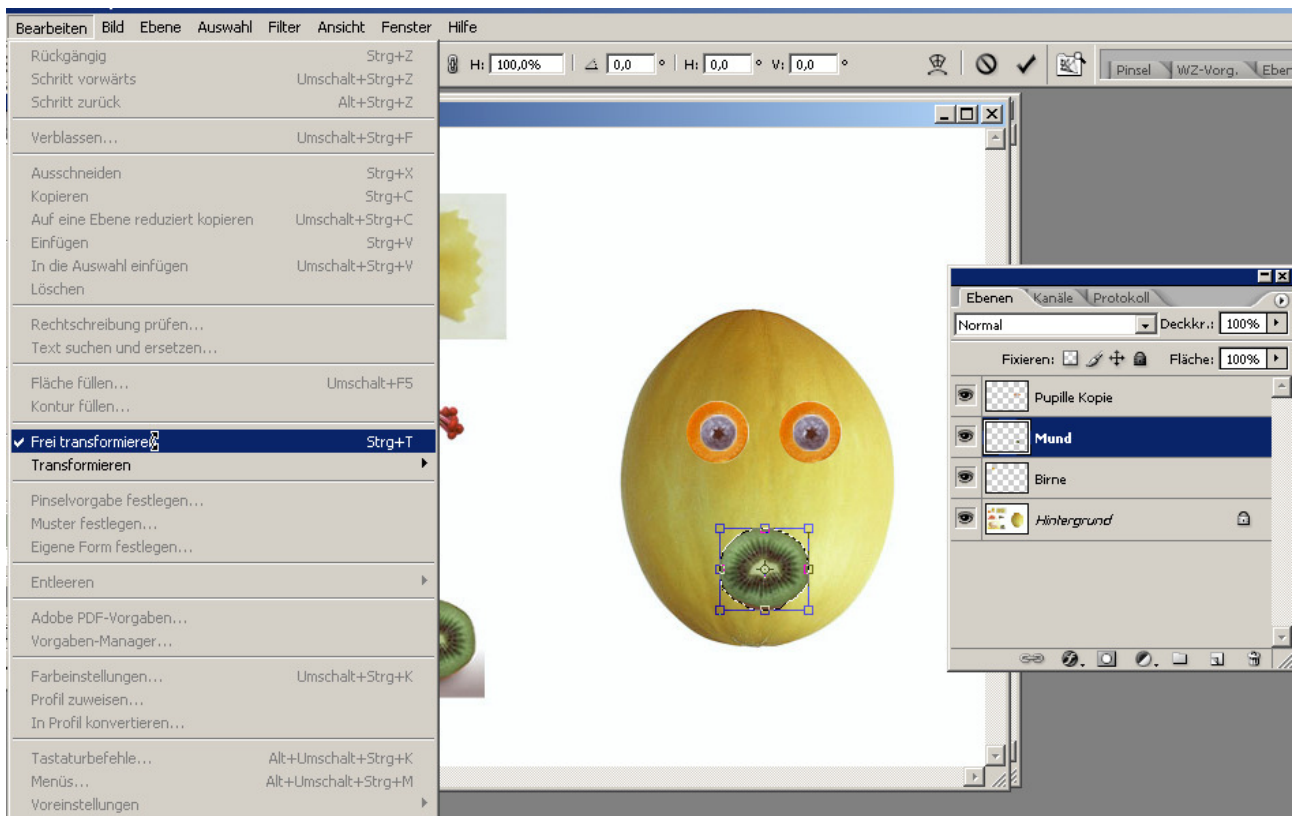 Bearbeiten Bild Ebene Auswahl Filter Ansicht Fenster Hilfe
H: 100,0% 0,0 ° H: 0,0 ° V: 0,0 °
Pinsel WZ-Vorg. Eben
Rückgängig Strg+Z
Schritt vorwärts Umschalt+Strg+Z
Schritt zurück Alt+Strg+Z
Verblassen... Umschalt+Strg+F
Ausschneiden Strg+X
Kopieren Strg+C
Auf eine Ebene reduziert kopieren Umschalt+Strg+C
Einfügen Strg+V
In die Auswahl einfügen Umschalt+Strg+V
Löschen
Rechtschreibung prüfen...
Text suchen und ersetzen...
Fläche füllen... Umschalt+F5
Kontur füllen...
Frei transformieren Strg+T
Transformieren
Pinselvorgabe festlegen...
Muster festlegen...
Eigene Form festlegen...
Entleeren
Adobe PDF-Vorgaben...
Vorgaben-Manager...
Farbeinstellungen... Umschalt+Strg+K
Profil zuweisen...
In Profil konvertieren...
Tastaturbefehle... Alt+Umschalt+Strg+K
Menüs... Alt+Umschalt+Strg+M
Voreinstellungen
Ebenen Kanäle Protokoll
Normal Deckkr.: 100%
Fixieren: Fläche: 100%
Pupille Kopie
Mund
Birne
Hintergrund